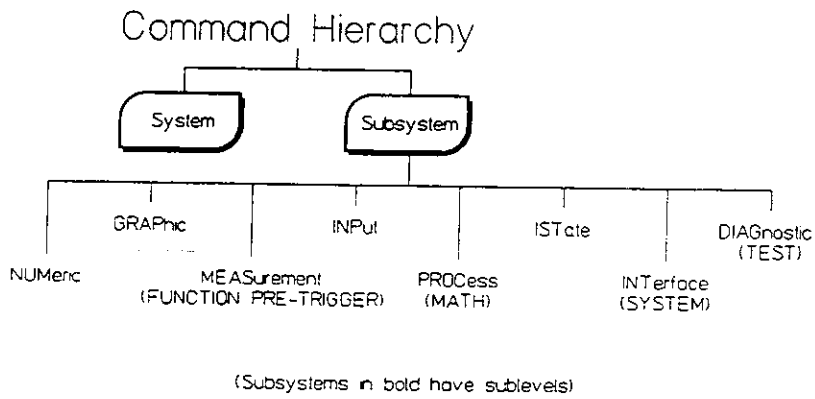 Command Hierarchy
System
Subsystem
GRAPhic
INPut
ISTate
DIAGnostic
(TEST)
NUMeric
MEASurement
(FUNCTION PRE-TRIGGER)
PROCess
(MATH)
INTerface
(SYSTEM)
(Subsystems in bold have sublevels)